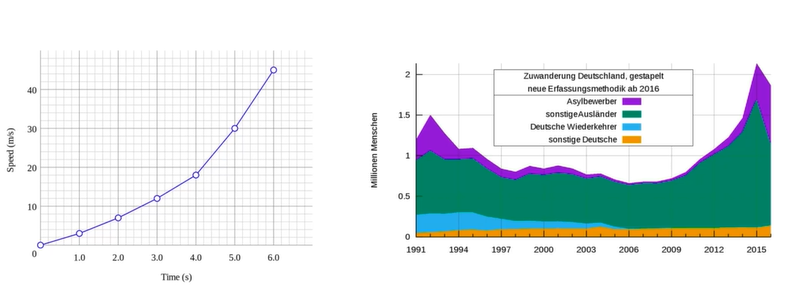 40
30
20
10
0
1.0 2.0 3.0 4.0 5.0 6.0
Speed (m/s)
Time (s)
Zuwanderung Deutschland, gestapelt
neue Erfassungsmethodik ab 2016
Asylbewerber
sonstigeAusländer
Deutsche Wiederkehrer
sonstige Deutsche
2
1.5
1
0.5
0
Millionen Menschen
1991 1994 1997 2000 2003 2006 2009 2012 2015